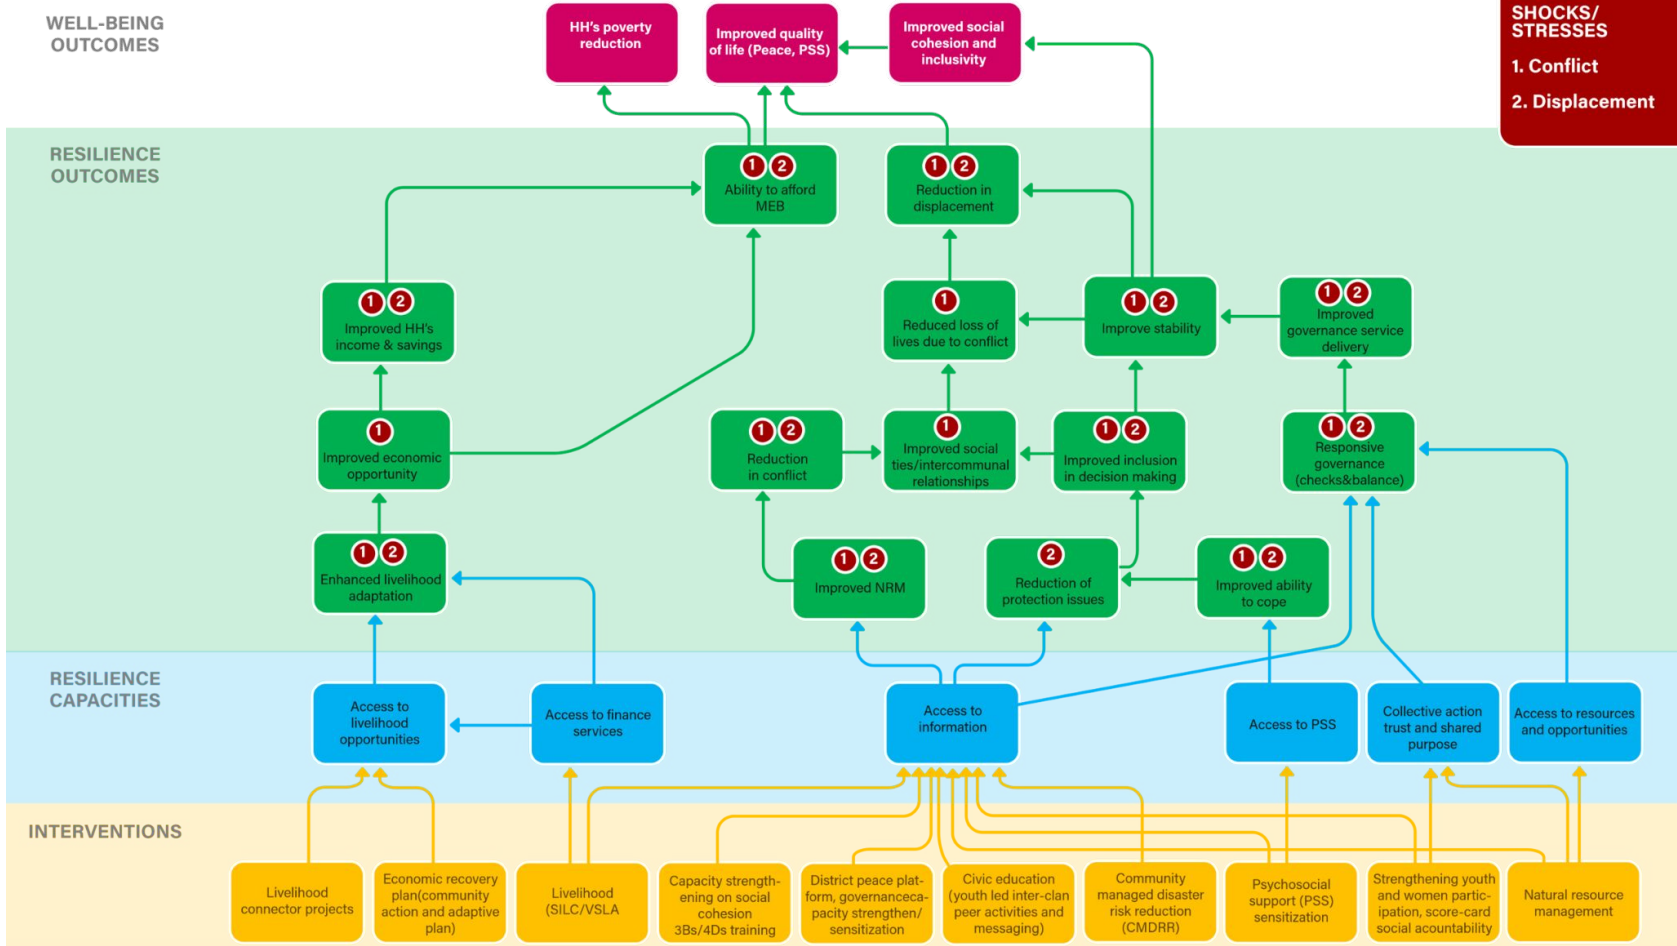 WELL-BEING
OUTCOMES
HH's poverty
reduction
Improved quality
of life (Peace, PSS)
Improved social
cohesion and
inclusivity
SHOCKS/
STRESSES
1. Conflict
2. Displacement
RESILIENCE
OUTCOMES
1 2
Ability to afford
MEB
1 2
Reduction in
displacement
1 2
Improved HH's
income & savings
1
Reduced loss of
lives due to conflict
1 2
Improve stability
1 2
Improved
governance service
delivery
1
Improved economic
opportunity
1 2
Reduction
in conflict
1
Improved social
ties/intercommunal
relationships
1 2
Improved inclusion
in decision making
1 2
Responsive
governance
(checks&balance)
1 2
Enhanced livelihood
adaptation
1 2
Improved NRM
2
Reduction of
protection issues
1 2
Improved ability
to cope
RESILIENCE
CAPACITIES
Access to
livelihood
opportunities
Access to finance
services
Access to
information
Access to PSS
Collective action
trust and shared
purpose
Access to resources
and opportunities
INTERVENTIONS
Livelihood
connector projects
Economic recovery
plan(community
action and adaptive
plan)
Livelihood
(SILC/VSLA
Capacity strength-
ening on social
cohesion
3Bs/4Ds training
District peace plat-
form, governanceca-
pacity strengthen/
sensitization
Civic education
(youth led inter-clan
peer activities and
messaging)
Community
managed disaster
risk reduction
(CMDRR)
Psychosocial
support (PSS)
sensitization
Strengthening youth
and women partic-
ipation, score-card
social acountability
Natural resource
management